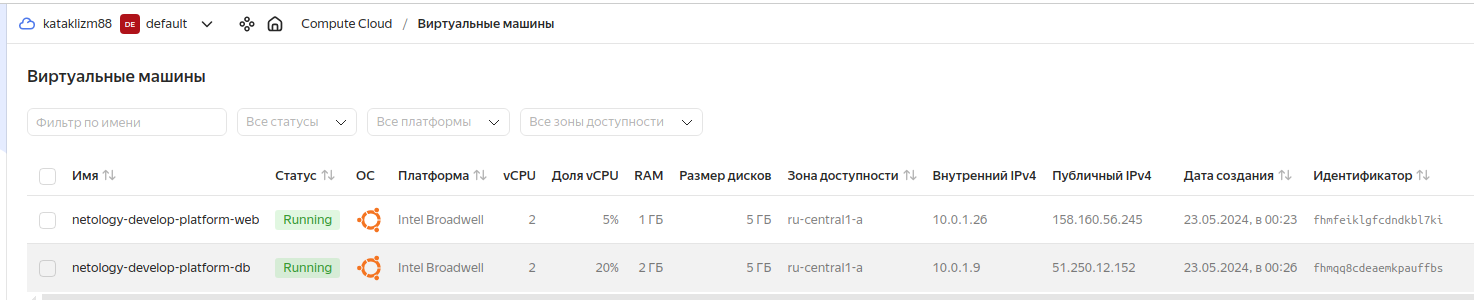 kataklizm88 DE default Compute Cloud / Виртуальные машины
Виртуальные машины
Фильтр по имени Все статусы Все платформы Все зоны доступности
Имя Статус ОС Платформа vCPU Доля vCPU RAM Размер дисков Зона доступности Внутренний IPv4 Публичный IPv4 Дата создания Идентификатор
netology-develop-platform-web Running Intel Broadwell 2 5% 1 ГБ 5 ГБ ru-central1-a 10.0.1.26 158.160.56.245 23.05.2024, в 00:23 fhmfeiklgfcdndkbl7ki
netology-develop-platform-db Running Intel Broadwell 2 20% 2 ГБ 5 ГБ ru-central1-a 10.0.1.9 51.250.12.152 23.05.2024, в 00:26 fhmqq8cdeaemkpauffbs